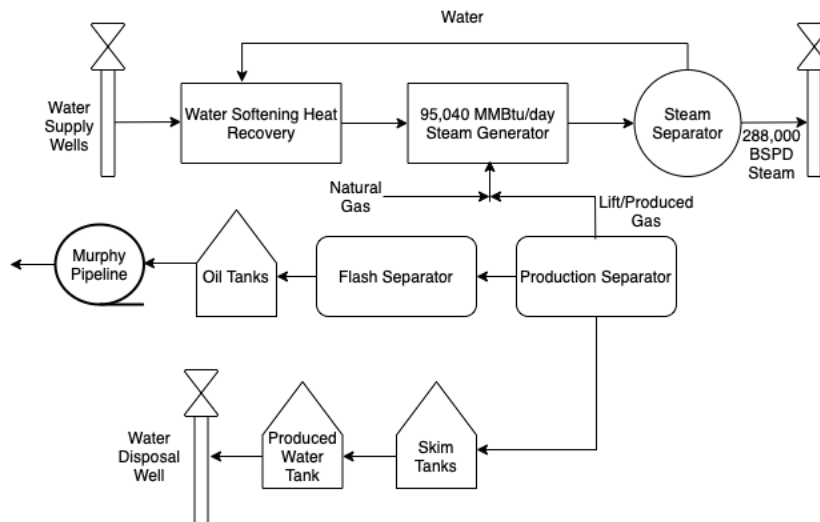 Water
Water
Supply
Wells
Water Softening Heat
Recovery
95,040 MMBtu/day
Steam Generator
Steam
Separator
288,000
BSPD
Steam
Natural
Gas
Lift/Produced
Gas
Murphy
Pipeline
Oil Tanks
Flash Separator
Production Separator
Water
Disposal
Well
Produced
Water
Tank
Skim
Tanks